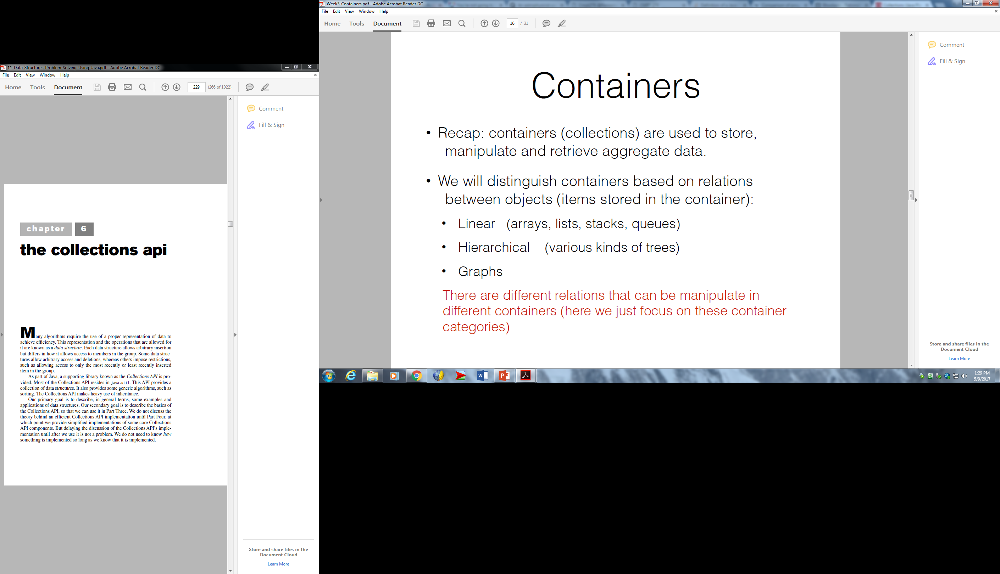 11-Data-Structures-Problem-Solving-Using-Java.pdf - Adobe Acrobat Reader DC
File Edit View Window Help
Home Tools Document 229 (266 of 1022)
Comment
Fill & Sign
chapter 6
the collections api
Many algorithms require the use of a proper representation of data to
achieve efficiency. This representation and the operations that are allowed for
it are known as a data structure. Each data structure allows arbitrary insertion
but differs in how it allows access to members in the group. Some data struc-
tures allow arbitrary access and deletions, whereas others impose restrictions,
such as allowing access to only the most recently or least recently inserted
item in the group.
As part of Java, a supporting library known as the Collections API is pro-
vided. Most of the Collections API resides in java.util. This API provides a
collection of data structures. It also provides some generic algorithms, such as
sorting. The Collections API makes heavy use of inheritance.
Our primary goal is to describe, in general terms, some examples and
applications of data structures. Our secondary goal is to describe the basics of
the Collections API, so that we can use it in Part Three. We do not discuss the
theory behind an efficient Collections API implementation until Part Four, at
which point we provide simplified implementations of some core Collections
API components. But delaying the discussion of the Collections API's imple-
mentation until after we use it is not a problem. We do not need to know how
something is implemented so long as we know that it is implemented.
Store and share files in the
Document Cloud
Learn More
Week3-Containers.pdf - Adobe Acrobat Reader DC
File Edit View Window Help
Home Tools Document 16 / 31
Comment
Fill & Sign
Containers
• Recap: containers (collections) are used to store,
manipulate and retrieve aggregate data.
• We will distinguish containers based on relations
between objects (items stored in the container):
• Linear (arrays, lists, stacks, queues)
• Hierarchical (various kinds of trees)
• Graphs
There are different relations that can be manipulate in
different containers (here we just focus on these container
categories)
Store and share files in the
Document Cloud
Learn More
1:29 PM
5/9/2017